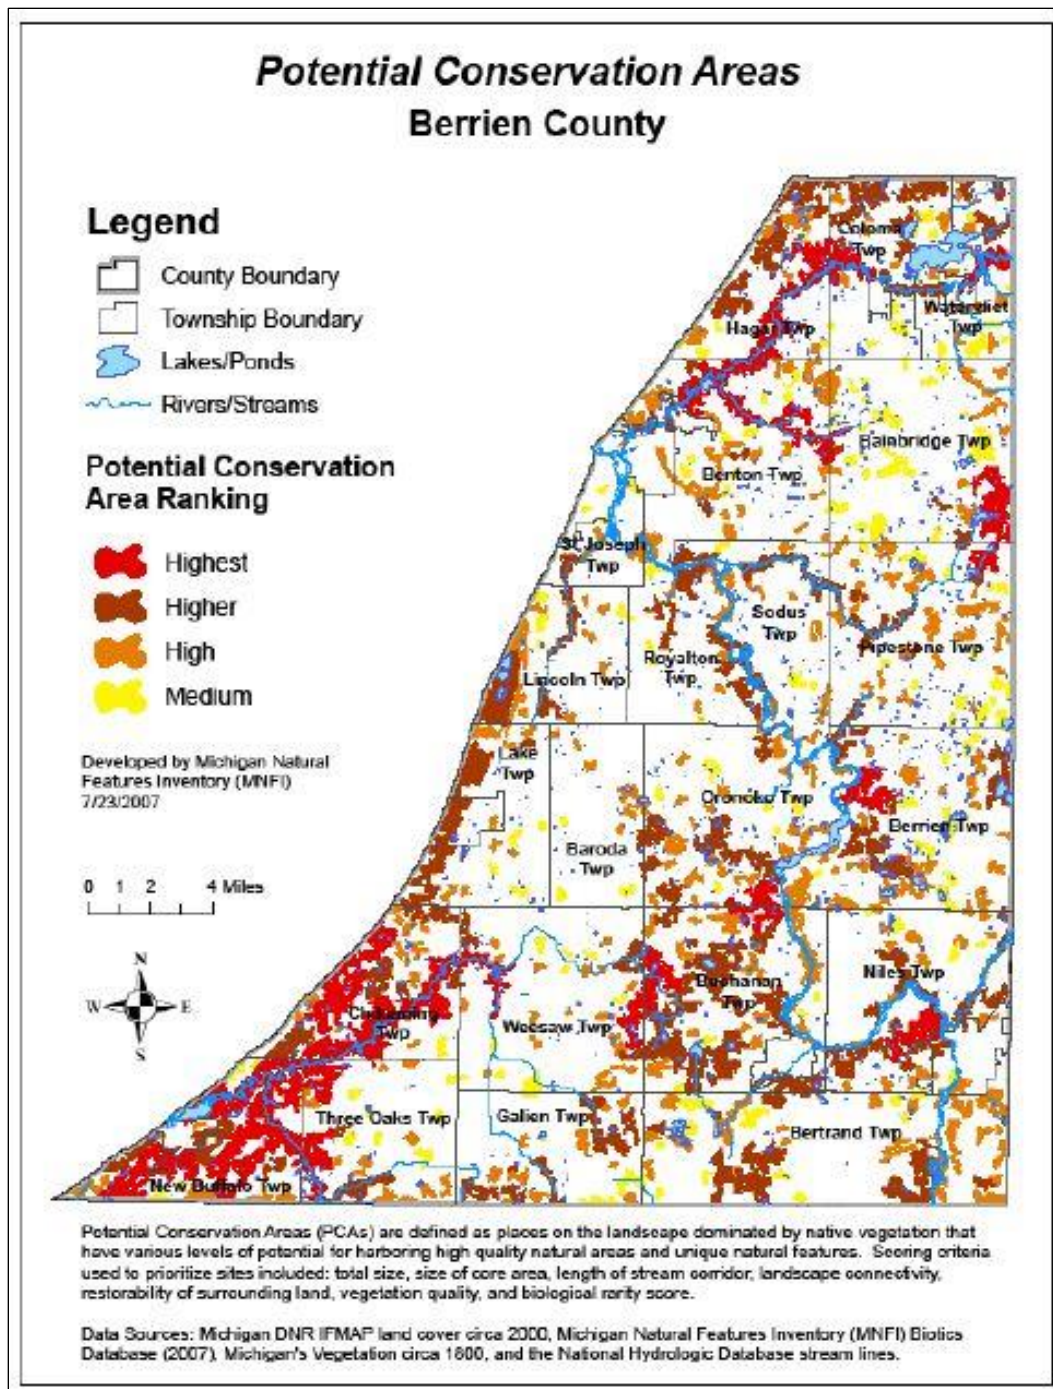 Potential Conservation Areas
Berrien County
Legend
County Boundary
Township Boundary
Lakes/Ponds
Rivers/Streams
Potential Conservation
Area Ranking
Highest
Higher
High
Medium
Developed by Michigan Natural
Features Inventory (MNFI)
7/23/2007
0 1 2 4 Miles
N
W E
S
Coloma
Twp
Watervliet
Twp
Hagar Twp
Bainbridge Twp
Benton Twp
St Joseph
Twp
Sodus
Twp
Pipestone Twp
Royalton
Twp
Lincoln Twp
Lake
Twp
Oronoko Twp
Berrien Twp
Baroda
Twp
Niles Twp
Buchanan
Twp
Chikaming
Twp
Weesaw Twp
Three Oaks Twp
Galien Twp
Bertrand Twp
New Buffalo Twp
Potential Conservation Areas (PCAs) are defined as places on the landscape dominated by native vegetation that
have various levels of potential for harboring high quality natural areas and unique natural features. Scoring criteria
used to prioritize sites included: total size, size of core area, length of stream corridor, landscape connectivity,
restorability of surrounding land, vegetation quality, and biological rarity score.
Data Sources: Michigan DNR IFMAP land cover circa 2000, Michigan Natural Features Inventory (MNFI) Biotics
Database (2007), Michigan's Vegetation circa 1800, and the National Hydrologic Database stream lines.